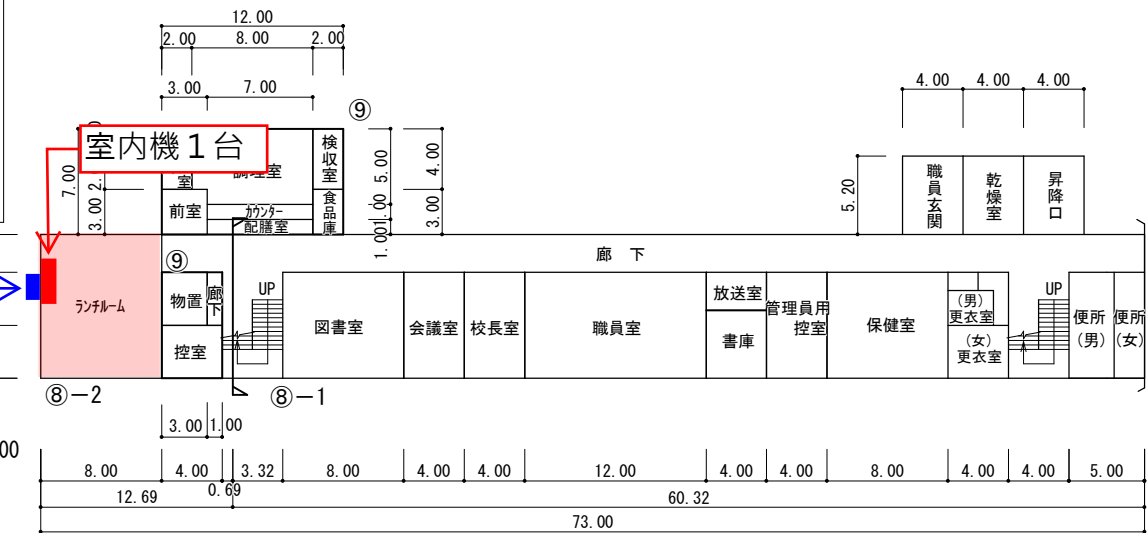 12.00
2.00 8.00 2.00
3.00 7.00
⑨
4.00 4.00 4.00
室内機１台
室
調理室
検収室
食品庫
前室
カウンター
配膳室
7.00
3.00 2.
1.00 1.00 5.00
3.00 4.00
5.20
職員玄関
乾燥室
昇降口
廊 下
⑨
ランチルーム
物置
廊下
控室
UP
図書室
会議室
校長室
職員室
放送室
書庫
管理員用
控室
保健室
(男)
更衣室
(女)
更衣室
UP
便所
(男)
便所
(女)
⑧－2
⑧－1
3.00 1.00
00
8.00 4.00 3.32 8.00 4.00 4.00 12.00 4.00 4.00 8.00 4.00 4.00 5.00
12.69 0.69 60.32
73.00